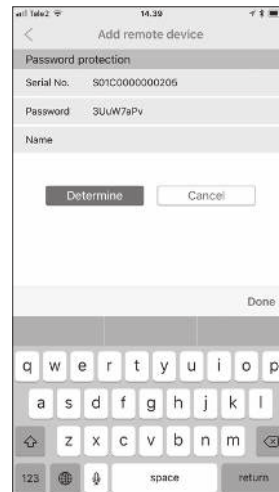 Tele2 14.39
Add remote device
Password protection
Serial No. S01C0000000205
Password 3UuW7aPv
Name
Determine Cancel
Done
q w e r t y u i o p
a s d f g h j k l
z x c v b n m
123 space return